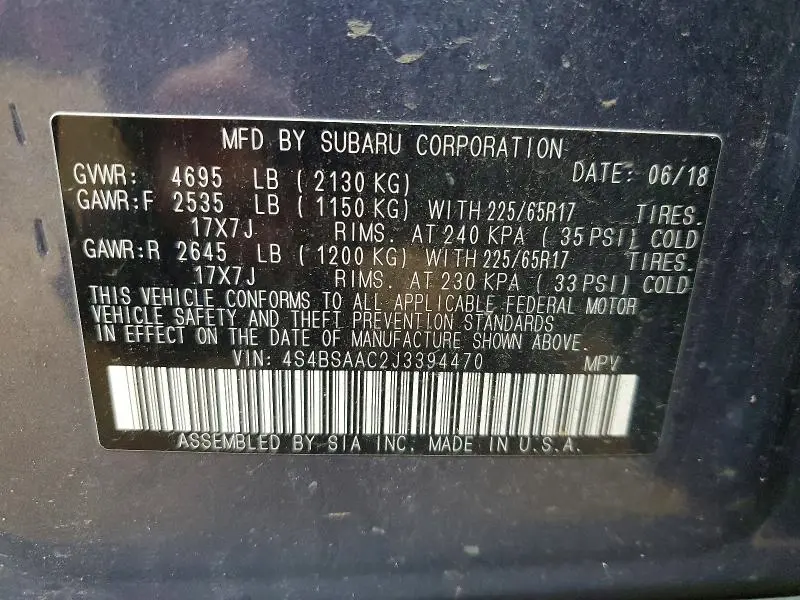 MFD BY SUBARU CORPORATION
DATE: 06/18
GVWR: 4695 LB ( 2130 KG)
GAWR:F 2535 LB ( 1150 KG) WITH 225/65R17 TIRES.
17X7J RIMS. AT 240 KPA ( 35 PSI) COLD
GAWR:R 2645 LB ( 1200 KG) WITH 225/65R17 TIRES.
17X7J RIMS. AT 230 KPA ( 33 PSI) COLD
THIS VEHICLE CONFORMS TO ALL APPLICABLE FEDERAL MOTOR
VEHICLE SAFETY AND THEFT PREVENTION STANDARDS
IN EFFECT ON THE DATE OF MANUFACTURE SHOWN ABOVE.
VIN: 4S4BSAAC2J3394470 MPV
ASSEMBLED BY SIA INC. MADE IN U.S.A.